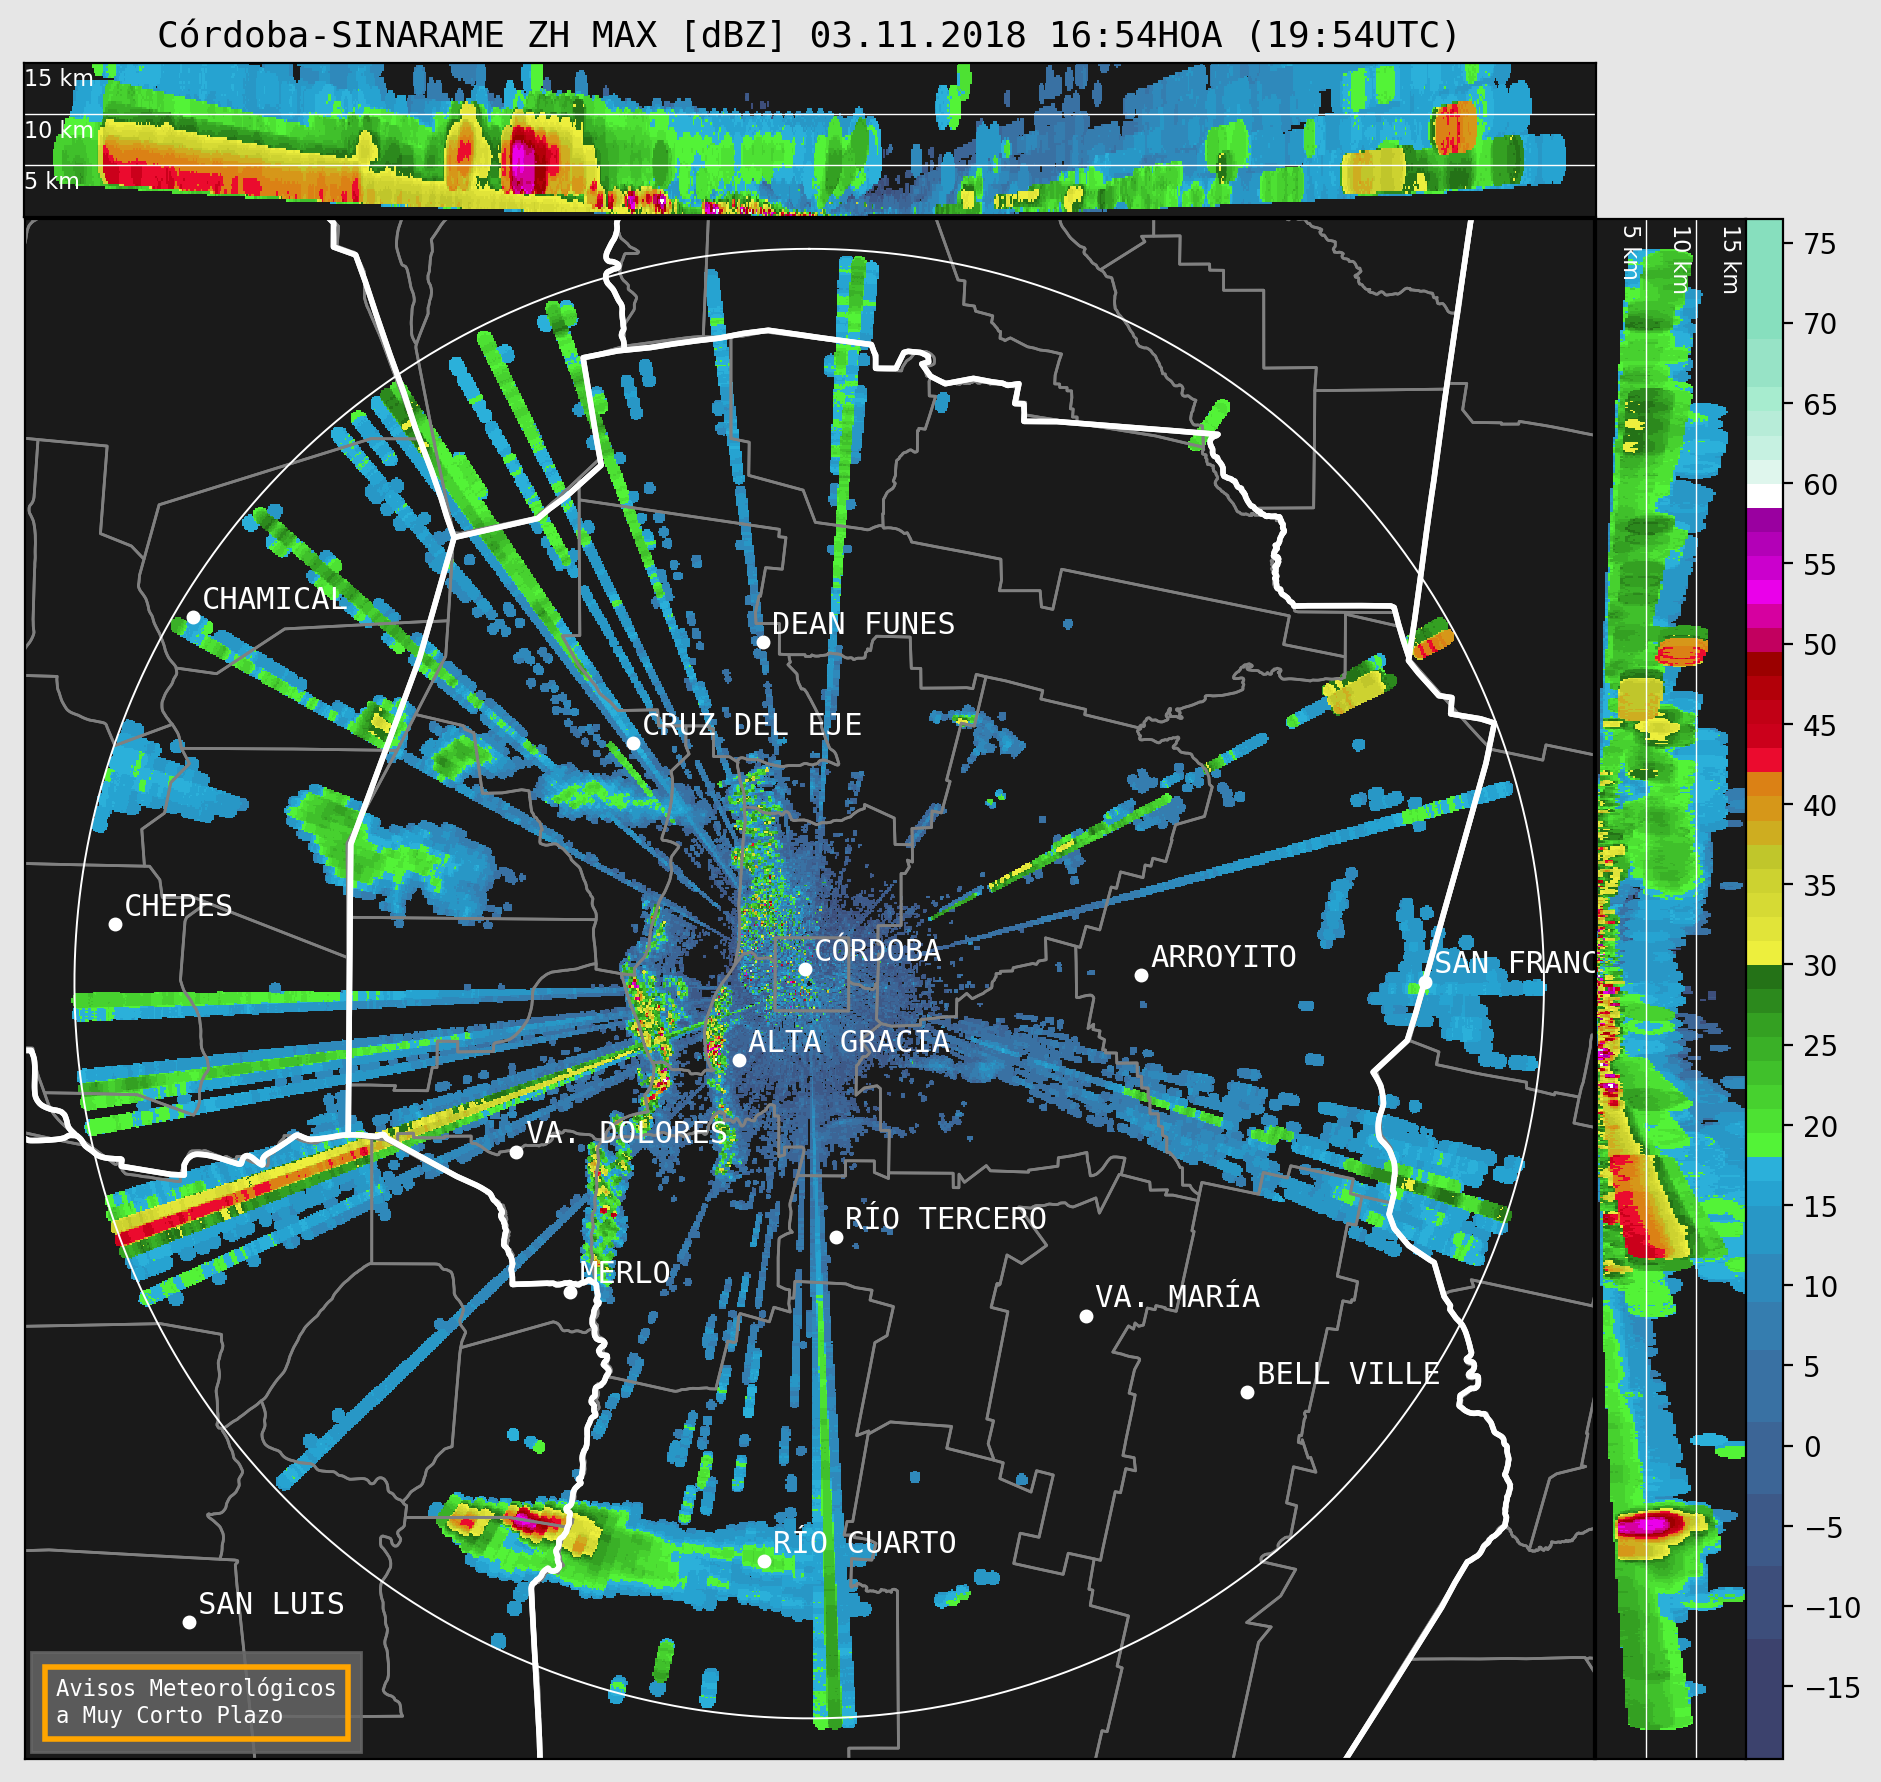 Córdoba-SINARAME ZH MAX [dBZ] 03.11.2018 16:54HOA (19:54UTC)
15 km
10 km
5 km
5 km
10 km
15 km
75
70
65
60
55
50
45
40
35
30
25
20
15
10
5
0
−5
−10
−15
CHAMICAL
DEAN FUNES
CRUZ DEL EJE
CHEPES
CÓRDOBA
ARROYITO
SAN FRANC
ALTA GRACIA
VA. DOLORES
RÍO TERCERO
MERLO
VA. MARÍA
BELL VILLE
RÍO CUARTO
SAN LUIS
Avisos Meteorológicos
a Muy Corto Plazo